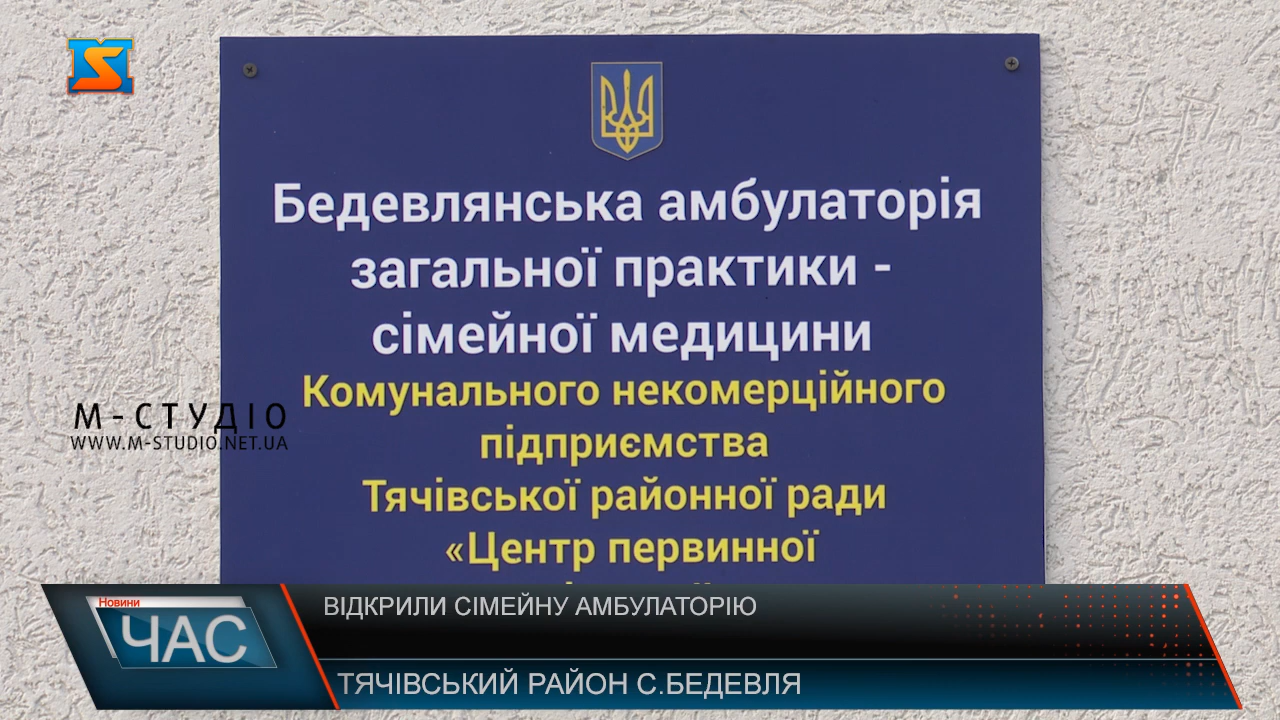 Бедевлянська амбулаторія
загальної практики -
сімейної медицини
Комунального некомерційного
підприємства
Тячівської районної ради
«Центр первинної
М-СТУДІО
WWW.M-STUDIO.NET.UA
Новини
ЧАС
ВІДКРИЛИ СІМЕЙНУ АМБУЛАТОРІЮ
ТЯЧІВСЬКИЙ РАЙОН С.БЕДЕВЛЯ